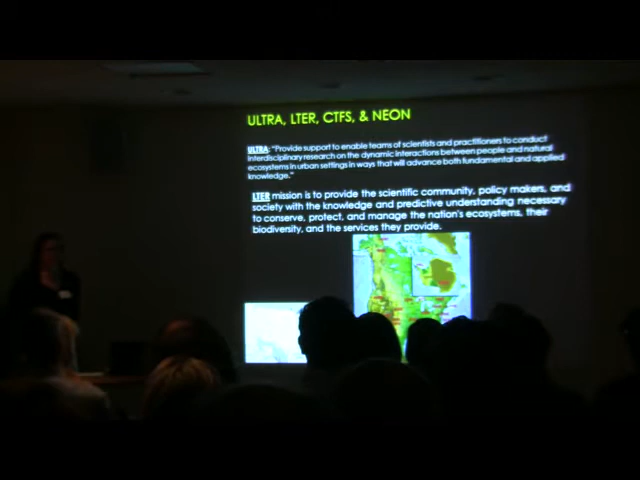 ULTRA, LTER, CTFS, & NEON
ULTRA: "Provide support to enable teams of scientists and practitioners to conduct
interdisciplinary research on the dynamic interactions between people and natural
ecosystems in urban settings in ways that will advance both fundamental and applied
knowledge."
LTER mission is to provide the scientific community, policy makers, and
society with the knowledge and predictive understanding necessary
to conserve, protect, and manage the nation's ecosystems, their
biodiversity, and the services they provide.